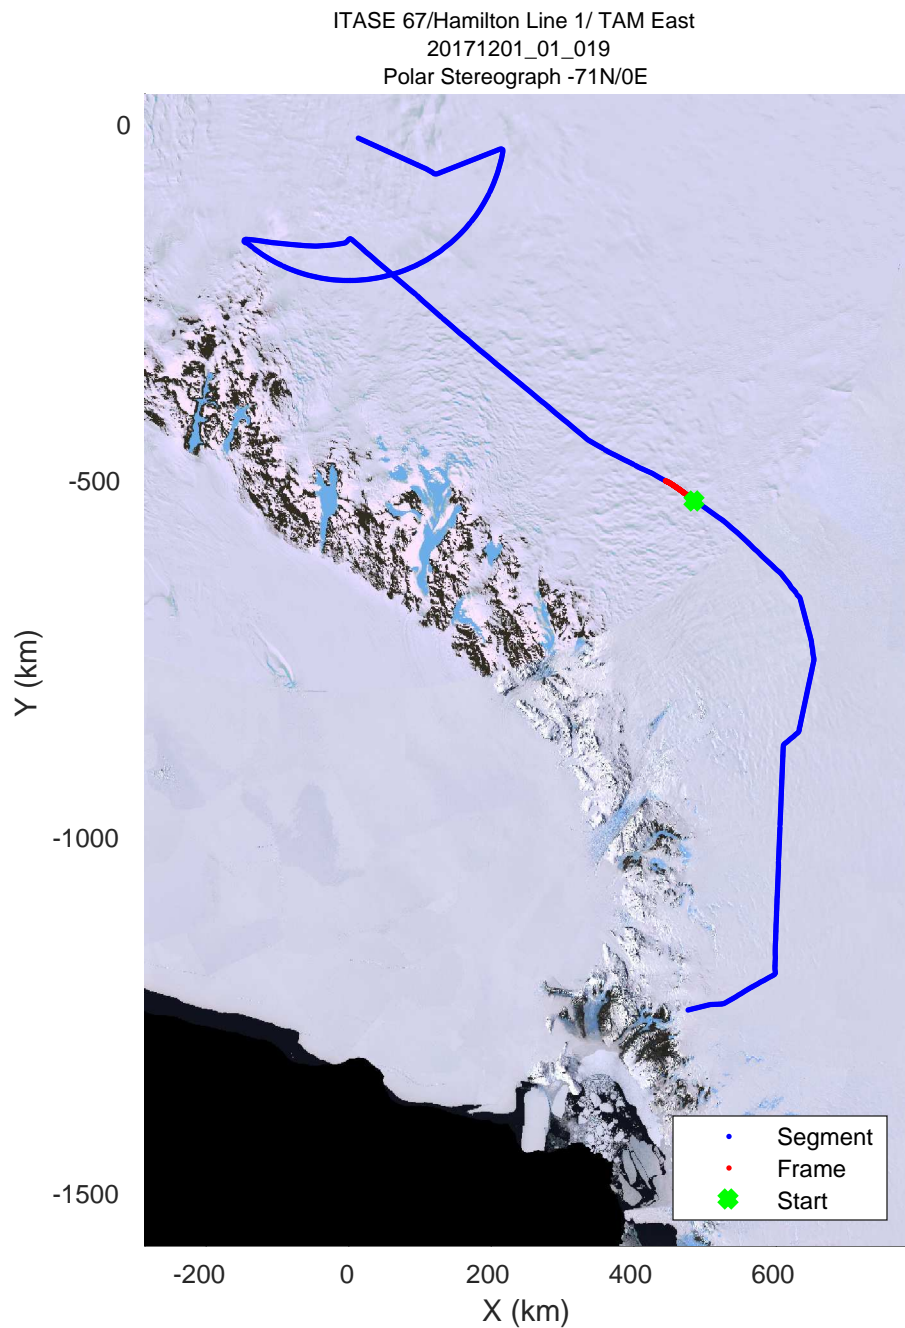 ITASE 67/Hamilton Line 1/ TAM East
20171201_01_019
Polar Stereograph -71N/0E
0
-500
-1000
-1500
Y (km)
Segment
Frame
Start
-200 0 200 400 600
X (km)